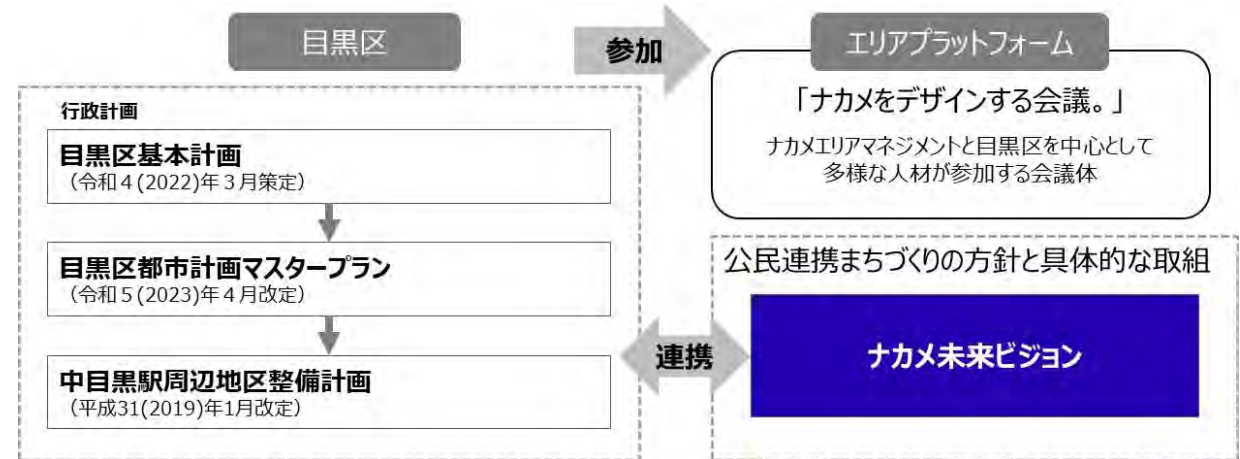 目黒区
行政計画
目黒区基本計画
（令和４(2022)年３月策定）
目黒区都市計画マスタープラン
（令和５(2023)年４月改定）
中目黒駅周辺地区整備計画
（平成31(2019)年1月改定）
参加
連携
エリアプラットフォーム
「ナカメをデザインする会議。」
ナカメエリアマネジメントと目黒区を中心として
多様な人材が参加する会議体
公民連携まちづくりの方針と具体的な取組
ナカメ未来ビジョン